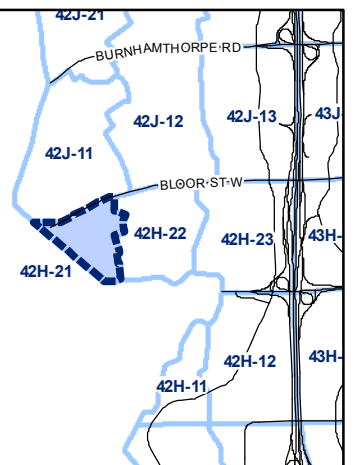 42J-21
BURNHAMTHORPE RD
42J-12
42J-13
43J-
42J-11
BLOOR ST W
42H-22
42H-23
43H-
42H-21
42H-12
43H-
42H-11